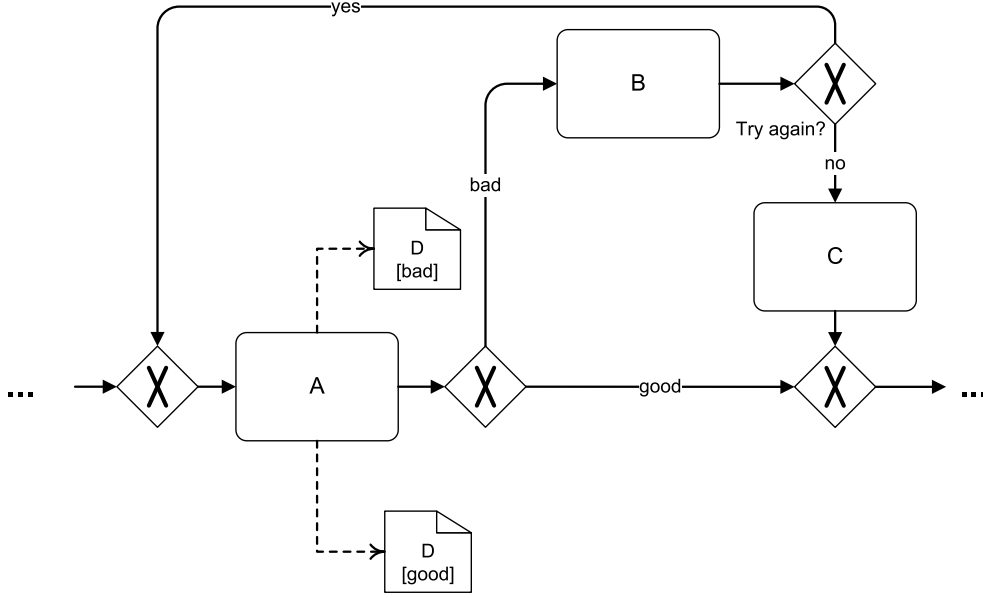 yes
B
Try again?
bad
no
D
[bad]
C
...
A
good
...
D
[good]